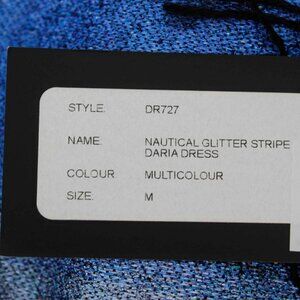 STYLE. DR727
NAME. NAUTICAL GLITTER STRIPE
DARIA DRESS
COLOUR MULTICOLOUR
SIZE. M